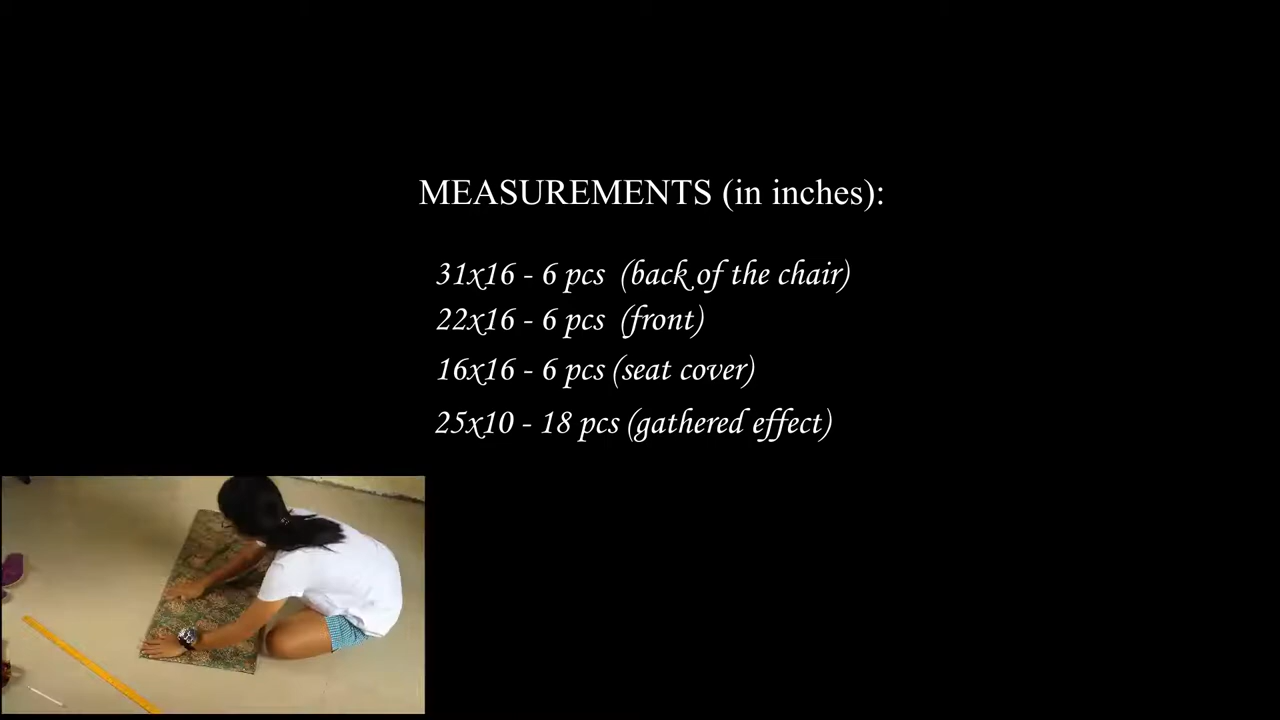 MEASUREMENTS (in inches):
31x16 - 6 pcs (back of the chair)
22x16 - 6 pcs (front)
16x16 - 6 pcs (seat cover)
25x10 - 18 pcs (gathered effect)